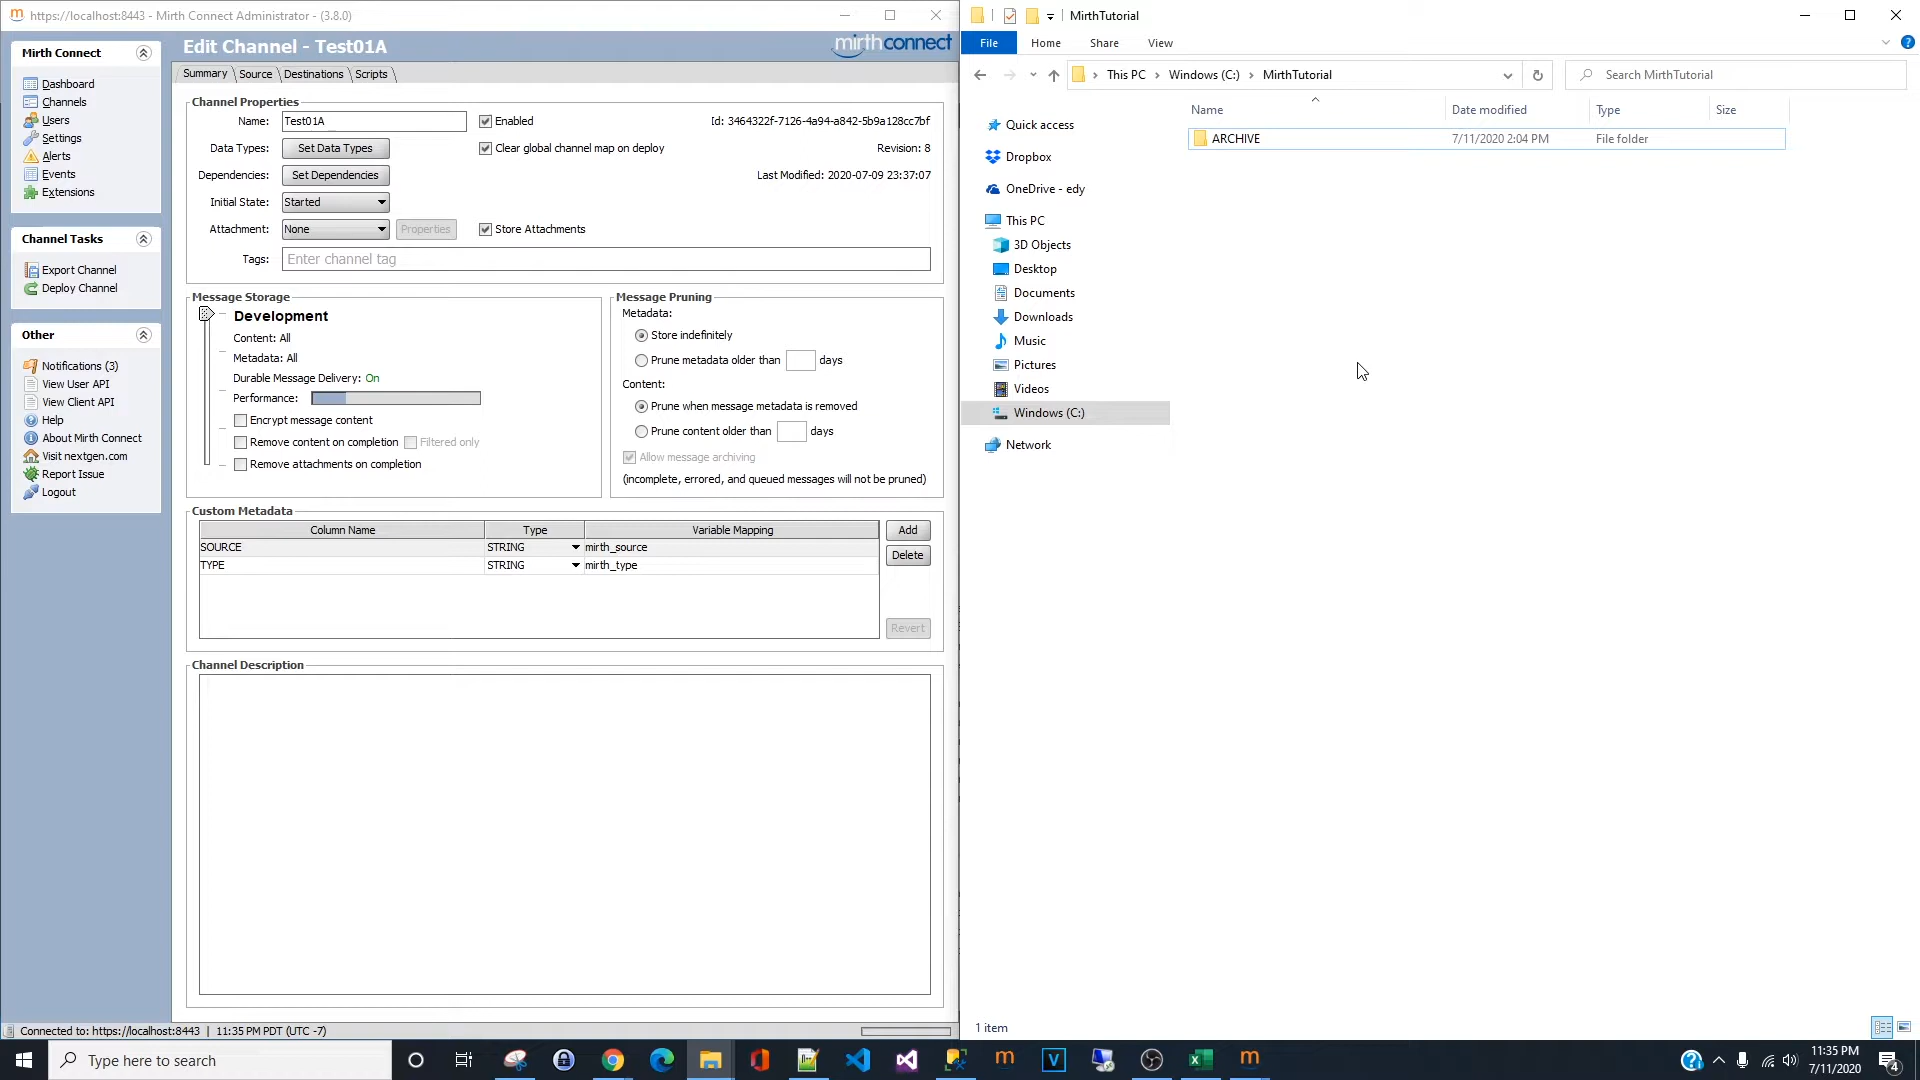 https://localhost:8443 - Mirth Connect Administrator - (3.8.0)
Mirth Connect
Dashboard
Channels
Users
Settings
Alerts
Events
Extensions
Channel Tasks
Export Channel
Deploy Channel
Other
Notifications (3)
View User API
View Client API
Help
About Mirth Connect
Visit nextgen.com
Report Issue
Logout
Edit Channel - Test01A
mirthconnect
Summary Source Destinations Scripts
Channel Properties
Name: Test01A Enabled Id: 3464322f-7126-4a94-a842-5b9a128cc7bf
Data Types: Set Data Types Clear global channel map on deploy Revision: 8
Dependencies: Set Dependencies Last Modified: 2020-07-09 23:37:07
Initial State: Started
Attachment: None Properties Store Attachments
Tags: Enter channel tag
Message Storage
Development
Content: All
Metadata: All
Durable Message Delivery: On
Performance:
Encrypt message content
Remove content on completion Filtered only
Remove attachments on completion
Message Pruning
Metadata:
Store indefinitely
Prune metadata older than days
Content:
Prune when message metadata is removed
Prune content older than days
Allow message archiving
(incomplete, errored, and queued messages will not be pruned)
Custom Metadata
Column Name Type Variable Mapping Add
SOURCE STRING mirth_source
TYPE STRING mirth_type
Delete
Revert
Channel Description
Connected to: https://localhost:8443 | 11:35 PM PDT (UTC -7)
MirthTutorial
File Home Share View
This PC Windows (C:) MirthTutorial Search MirthTutorial
Name Date modified Type Size
ARCHIVE 7/11/2020 2:04 PM File folder
Quick access
Dropbox
OneDrive - edy
This PC
3D Objects
Desktop
Documents
Downloads
Music
Pictures
Videos
Windows (C:)
Network
1 item
Type here to search
11:35 PM
7/11/2020
4